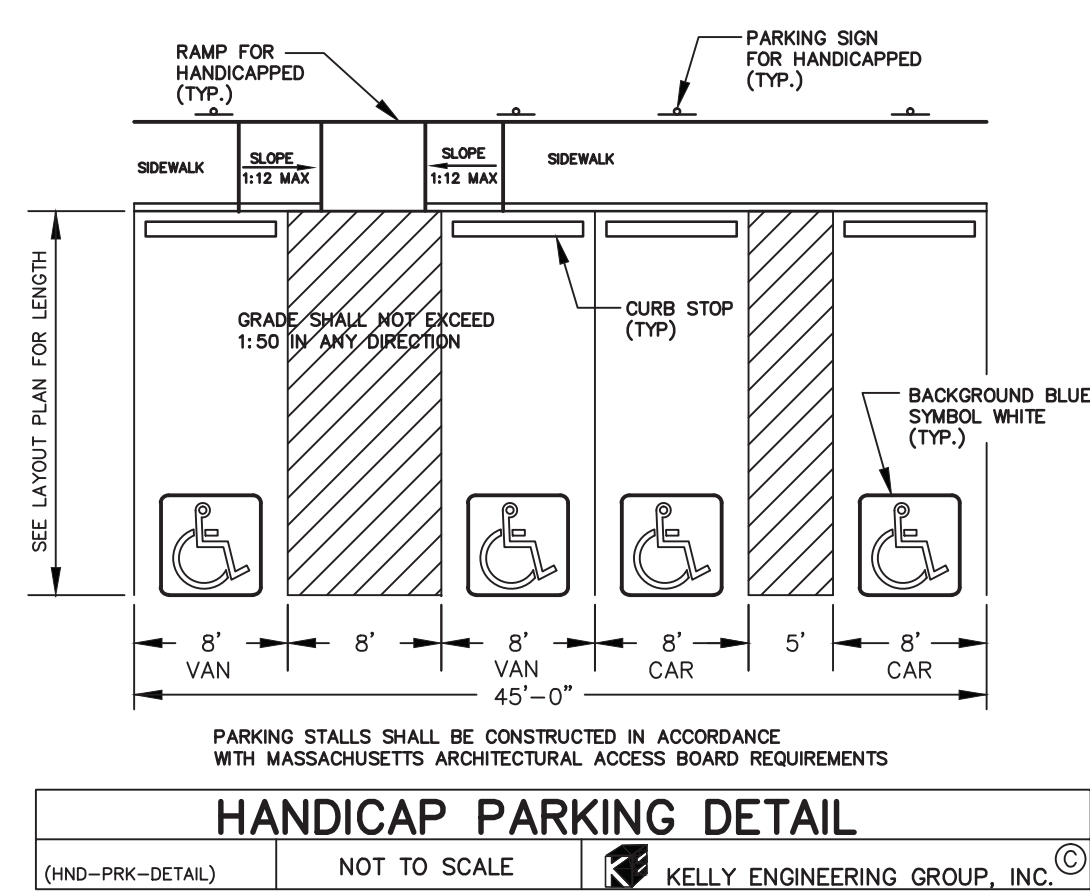 RAMP FOR
HANDICAPPED
(TYP.)
PARKING SIGN
FOR HANDICAPPED
(TYP.)
SIDEWALK
SLOPE
1:12 MAX
SLOPE
1:12 MAX
SIDEWALK
SEE LAYOUT PLAN FOR LENGTH
GRADE SHALL NOT EXCEED
1:50 IN ANY DIRECTION
CURB STOP
(TYP)
BACKGROUND BLUE
SYMBOL WHITE
(TYP.)
8' 8' 8' 8' 5' 8'
VAN VAN CAR CAR
45'-0"
PARKING STALLS SHALL BE CONSTRUCTED IN ACCORDANCE
WITH MASSACHUSETTS ARCHITECTURAL ACCESS BOARD REQUIREMENTS
HANDICAP PARKING DETAIL
(HND-PRK-DETAIL)
NOT TO SCALE
KELLY ENGINEERING GROUP, INC. ©